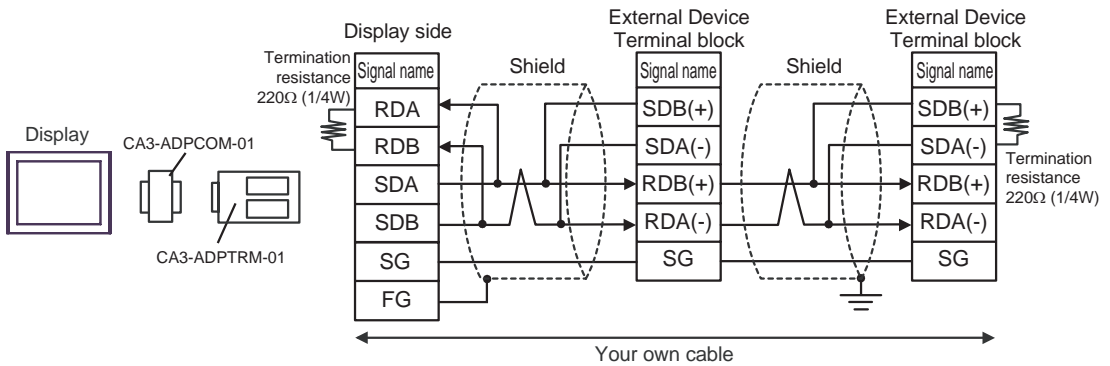 Display
CA3-ADPCOM-01
CA3-ADPTRM-01
Display side
Termination
resistance
220Ω (1/4W)
Signal name
RDA
RDB
SDA
SDB
SG
FG
Shield
External Device
Terminal block
Signal name
SDB(+)
SDA(-)
RDB(+)
RDA(-)
SG
Shield
External Device
Terminal block
Signal name
SDB(+)
SDA(-)
RDB(+)
RDA(-)
SG
Termination
resistance
220Ω (1/4W)
Your own cable